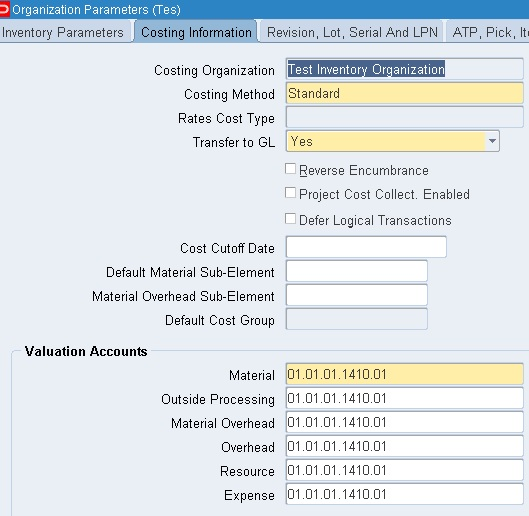 Organization Parameters (Tes)
Inventory Parameters Costing Information Revision, Lot, Serial And LPN ATP, Pick, Ite
Costing Organization Test Inventory Organization
Costing Method Standard
Rates Cost Type
Transfer to GL Yes
Reverse Encumbrance
Project Cost Collect. Enabled
Defer Logical Transactions
Cost Cutoff Date
Default Material Sub-Element
Material Overhead Sub-Element
Default Cost Group
Valuation Accounts
Material 01.01.01.1410.01
Outside Processing 01.01.01.1410.01
Material Overhead 01.01.01.1410.01
Overhead 01.01.01.1410.01
Resource 01.01.01.1410.01
Expense 01.01.01.1410.01